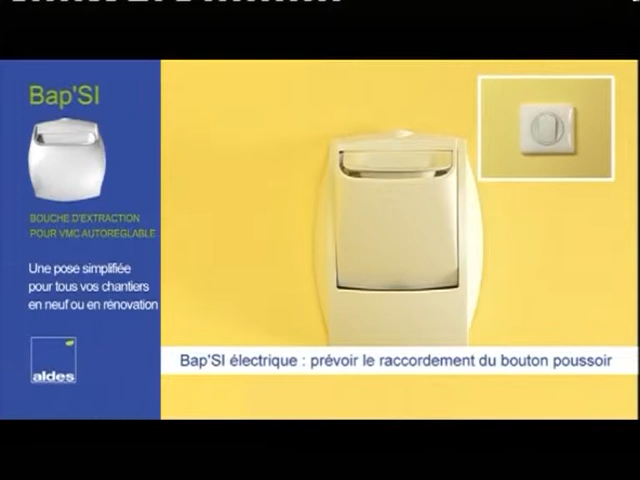 Bap'SI
BOUCHE D'EXTRACTION
POUR VMC AUTOREGLABLE
Une pose simplifiée
pour tous vos chantiers
en neuf ou en rénovation
aldes
Bap'SI électrique : prévoir le raccordement du bouton poussoir